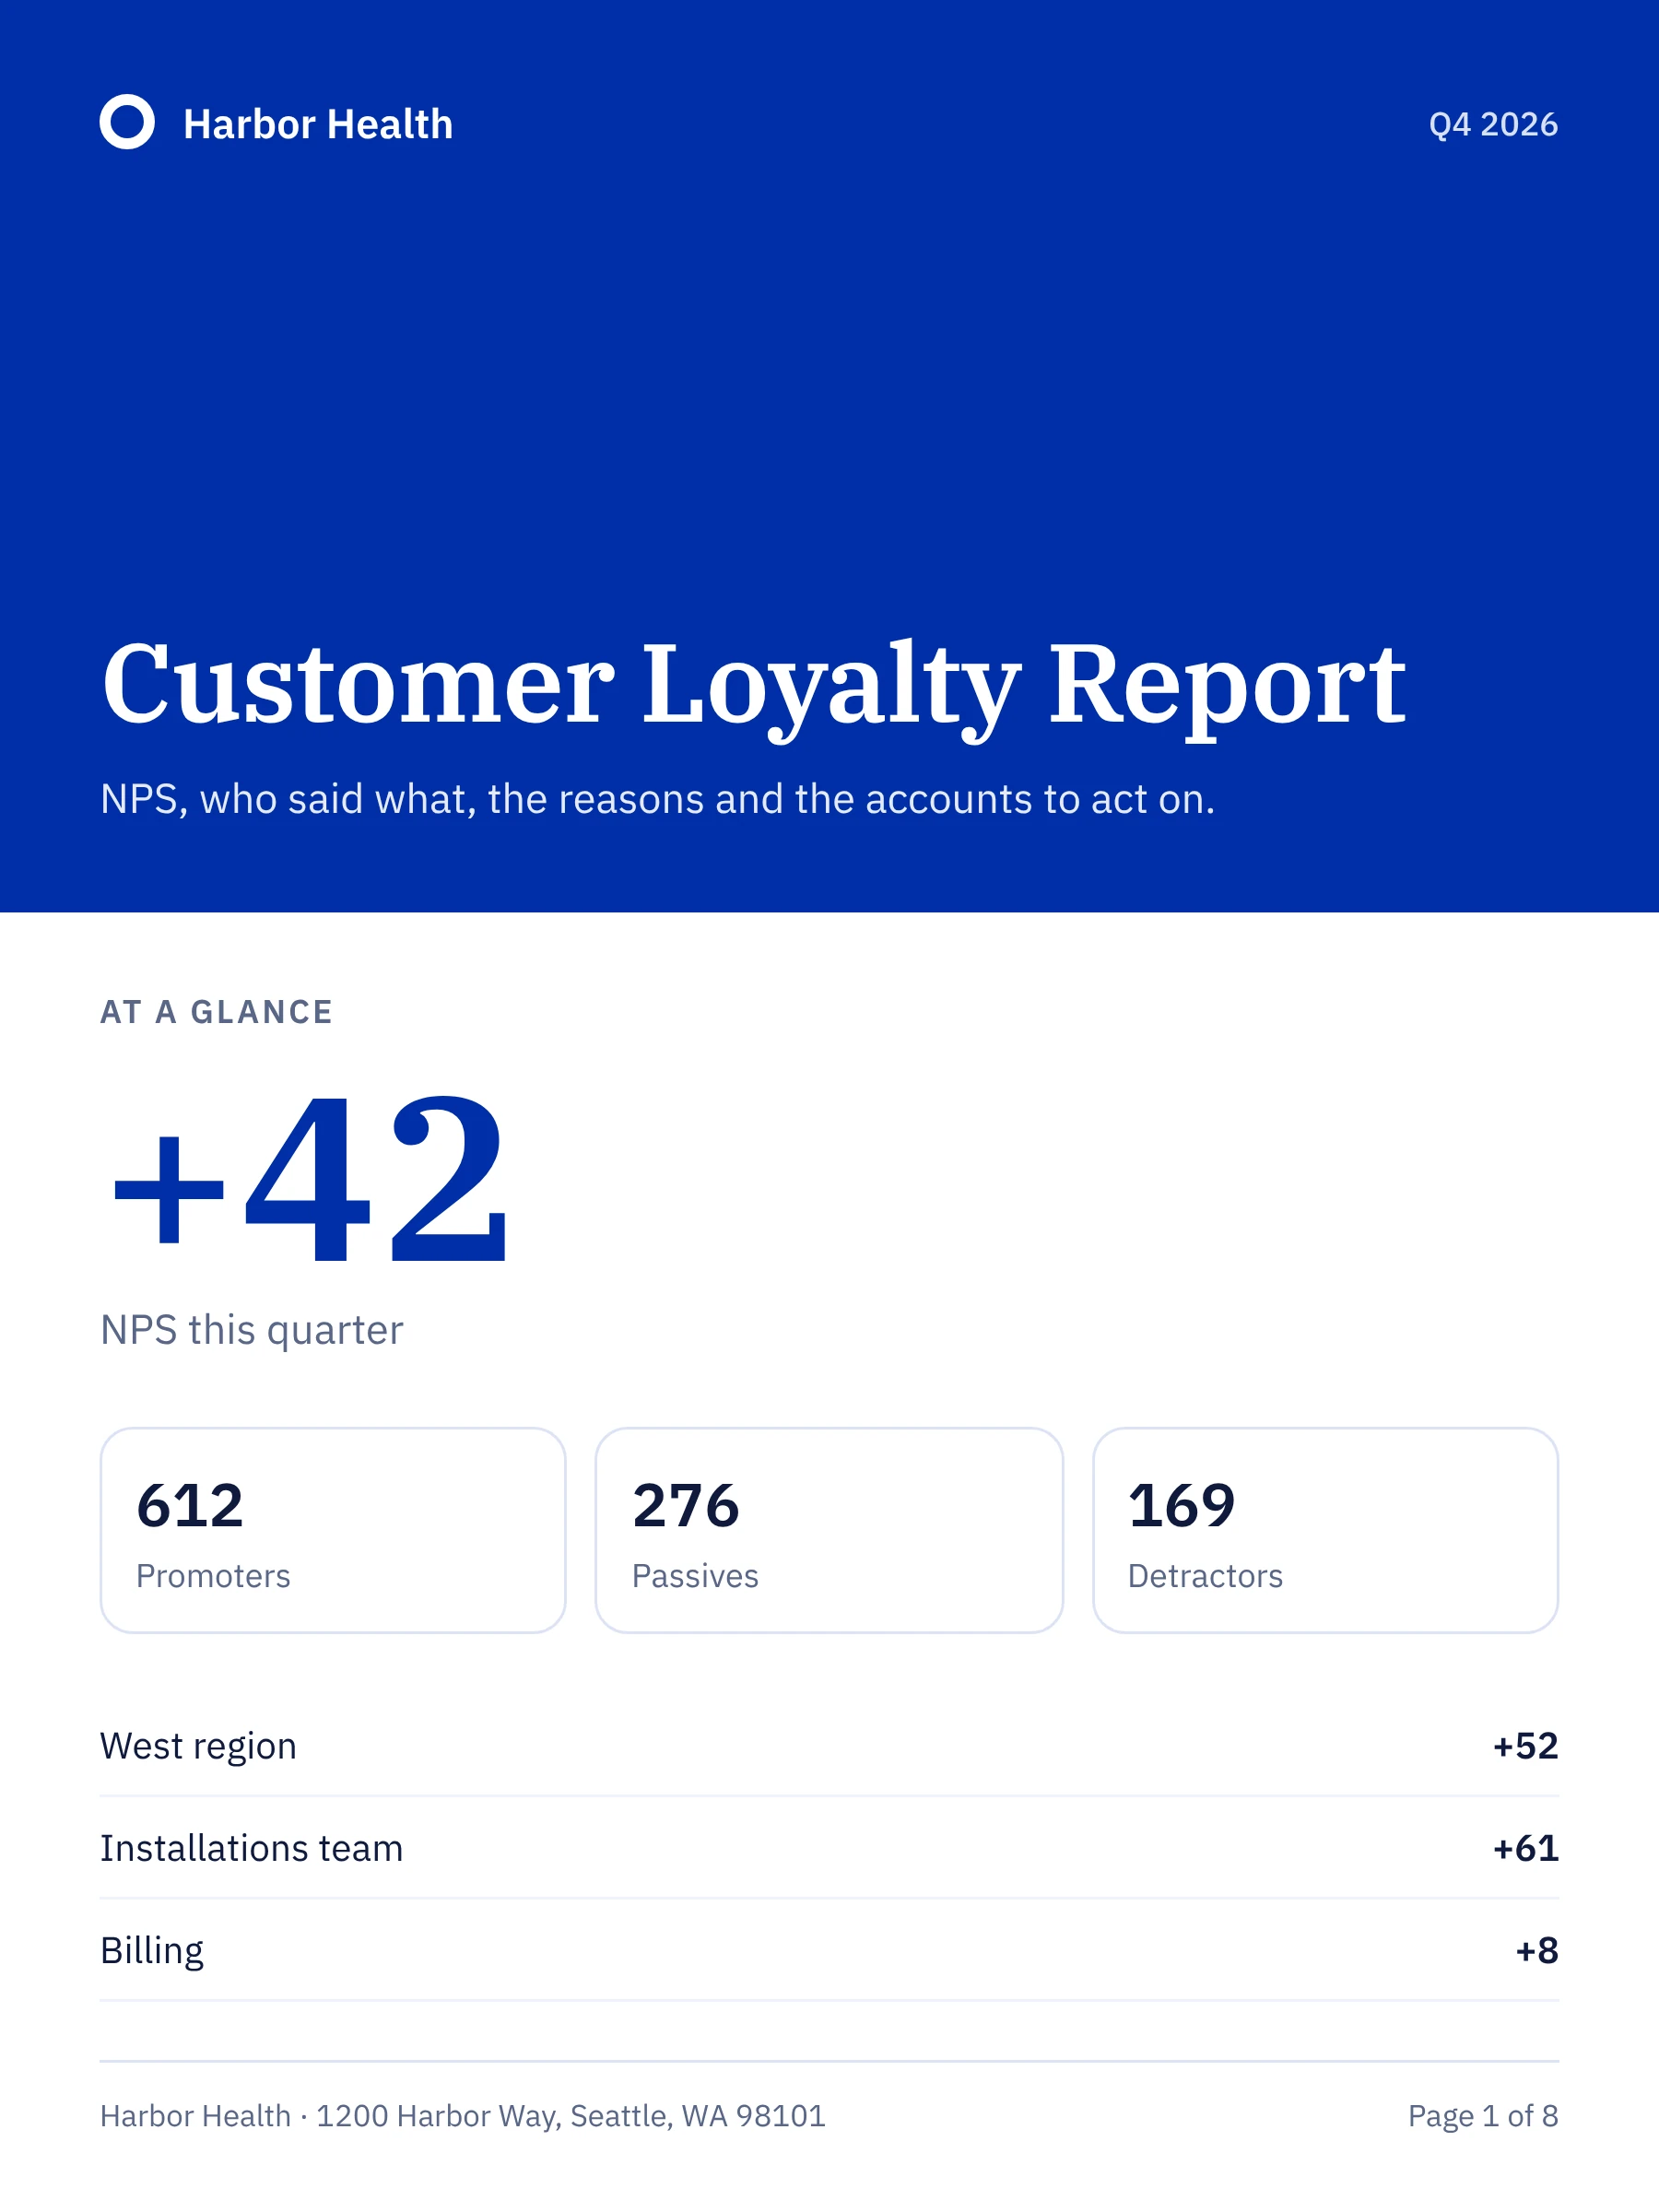 Harbor Health
Q4 2026
Customer Loyalty Report
NPS, who said what, the reasons and the accounts to act on.
AT A GLANCE
+42
NPS this quarter
612
Promoters
276
Passives
169
Detractors
West region +52
Installations team +61
Billing +8
Harbor Health · 1200 Harbor Way, Seattle, WA 98101
Page 1 of 8